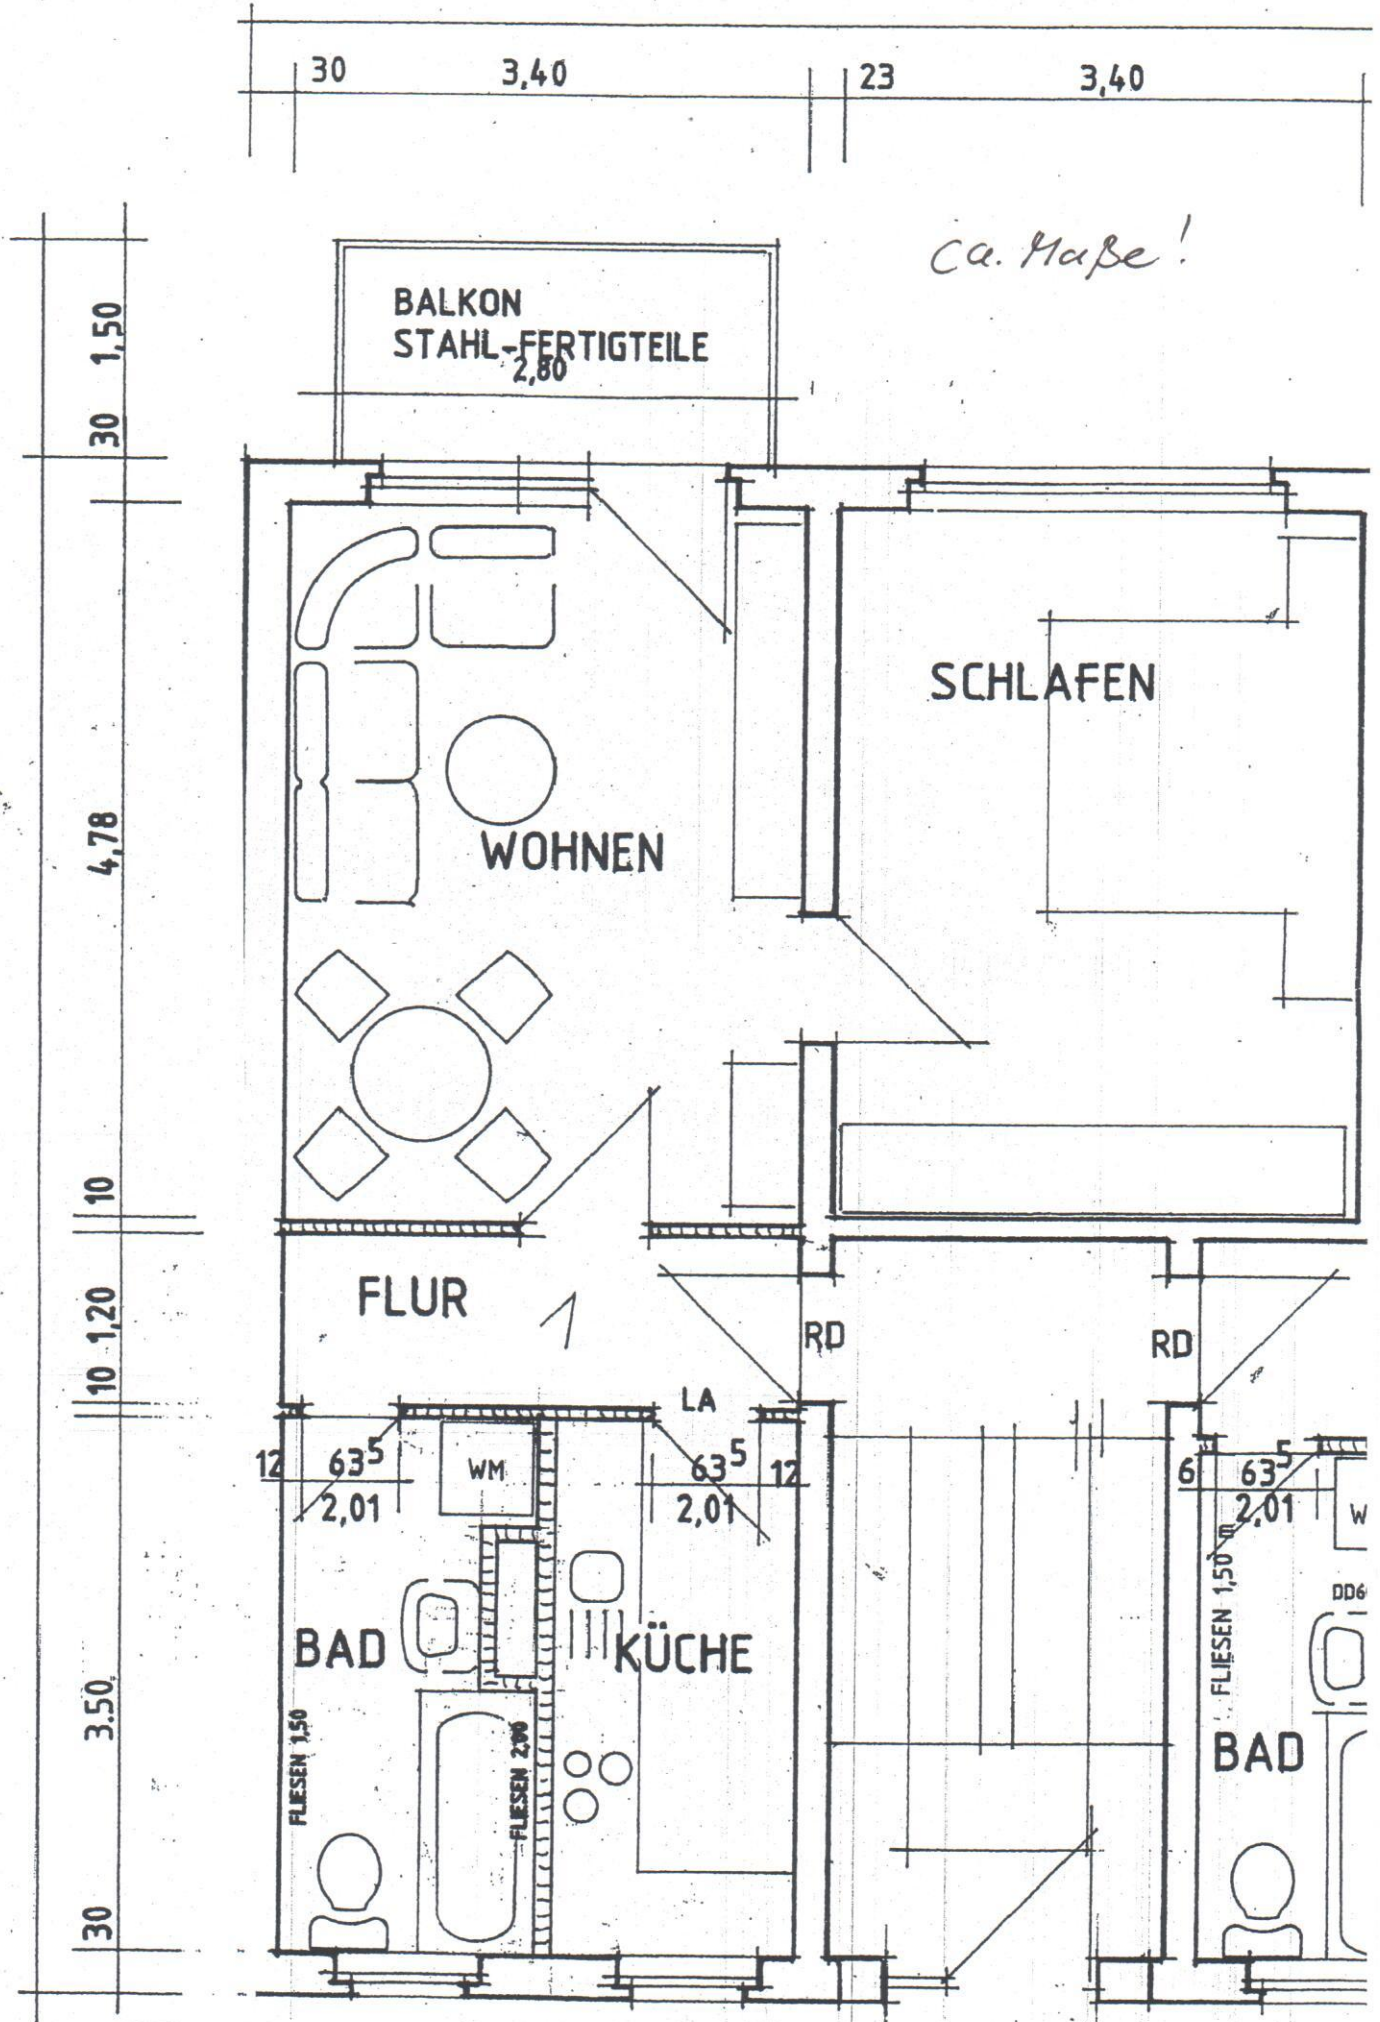 30 3,40 23 3,40
ca. Maße!
BALKON
STAHL-FERTIGTEILE
2,80
1,50
30
SCHLAFEN
WOHNEN
4,78
10
FLUR
1,20
RD
RD
10
LA
12 63⁵ WM 63⁵ 12 6 63⁵ W
2,01 2,01 2,01
FLIESEN 1,50 m
DD6
BAD
KÜCHE
3.50
FLIESEN 1,50
FLIESEN 2,00
BAD
30